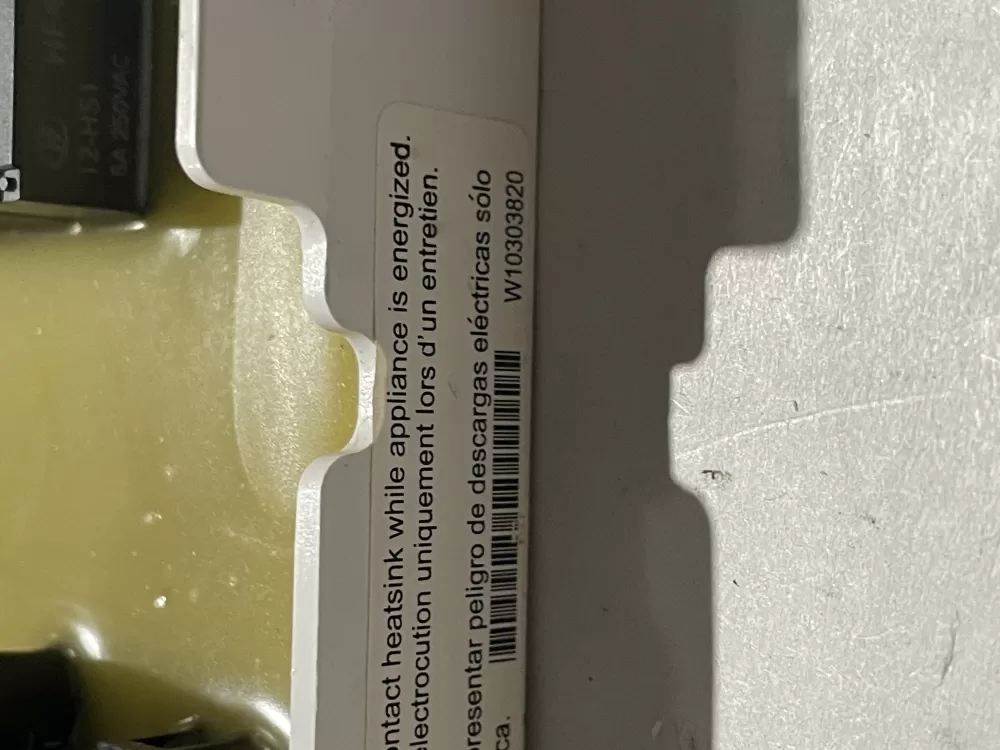 ontact heatsink while appliance is energized.
electrocution uniquement lors d'un entretien.
presentar peligro de descargas eléctricas sólo
ca.
W10303820
12-HS1
8A 250VAC